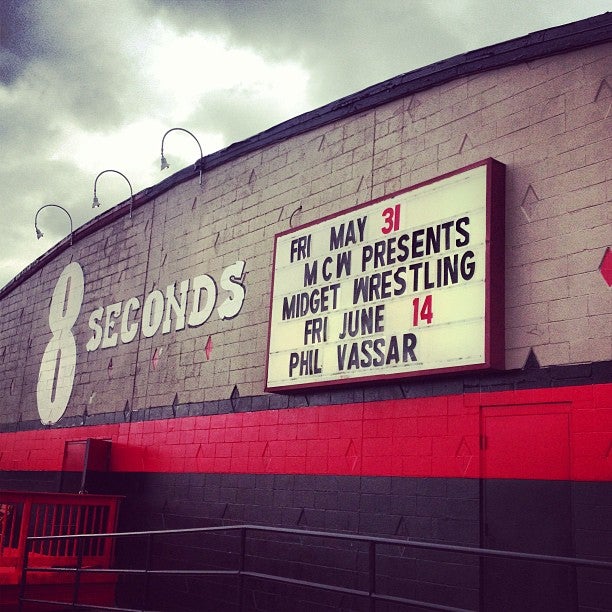 8 SECONDS
FRI MAY 31
MCW PRESENTS
MIDGET WRESTLING
FRI JUNE 14
PHIL VASSAR